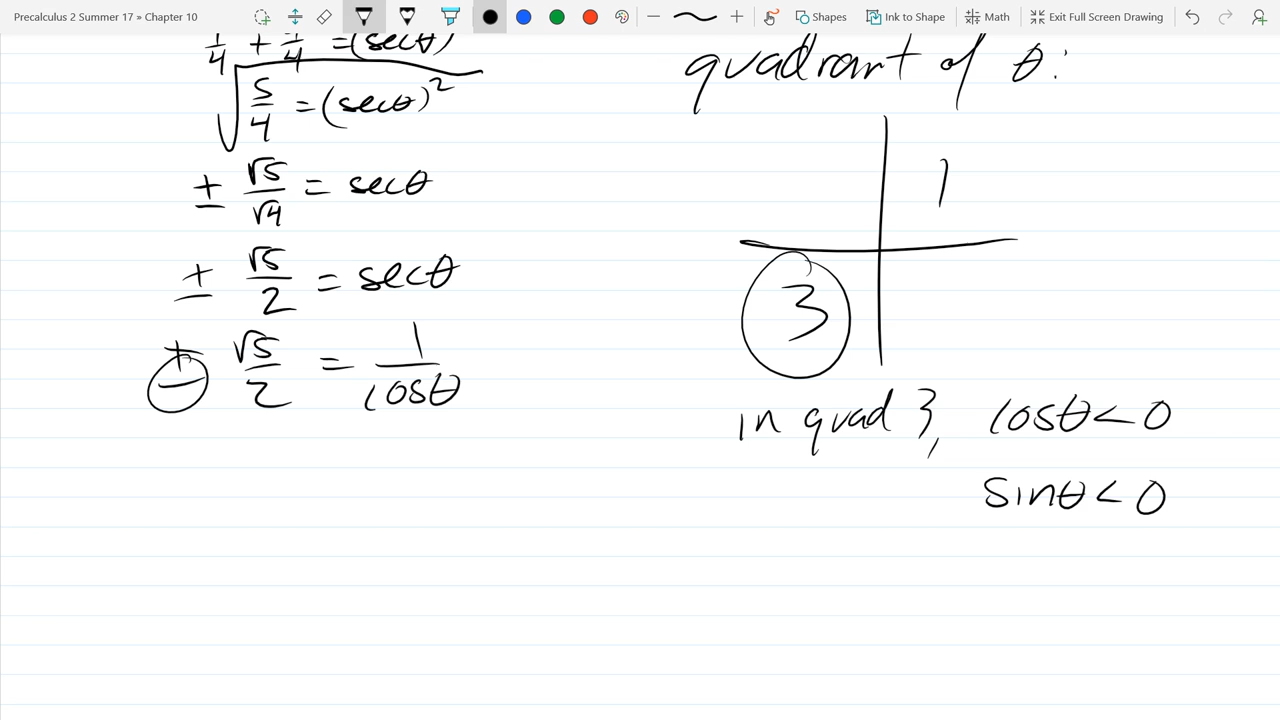 Precalculus 2 Summer 17 » Chapter 10
Shapes Ink to Shape Math Exit Full Screen Drawing
= (secθ)
√5/4 = (secθ)²
± √5/√4 = secθ
± √5/2 = secθ
± √5/2 = 1/cosθ
quadrant of θ:
1
3
in quad 3, cosθ < 0
sinθ < 0